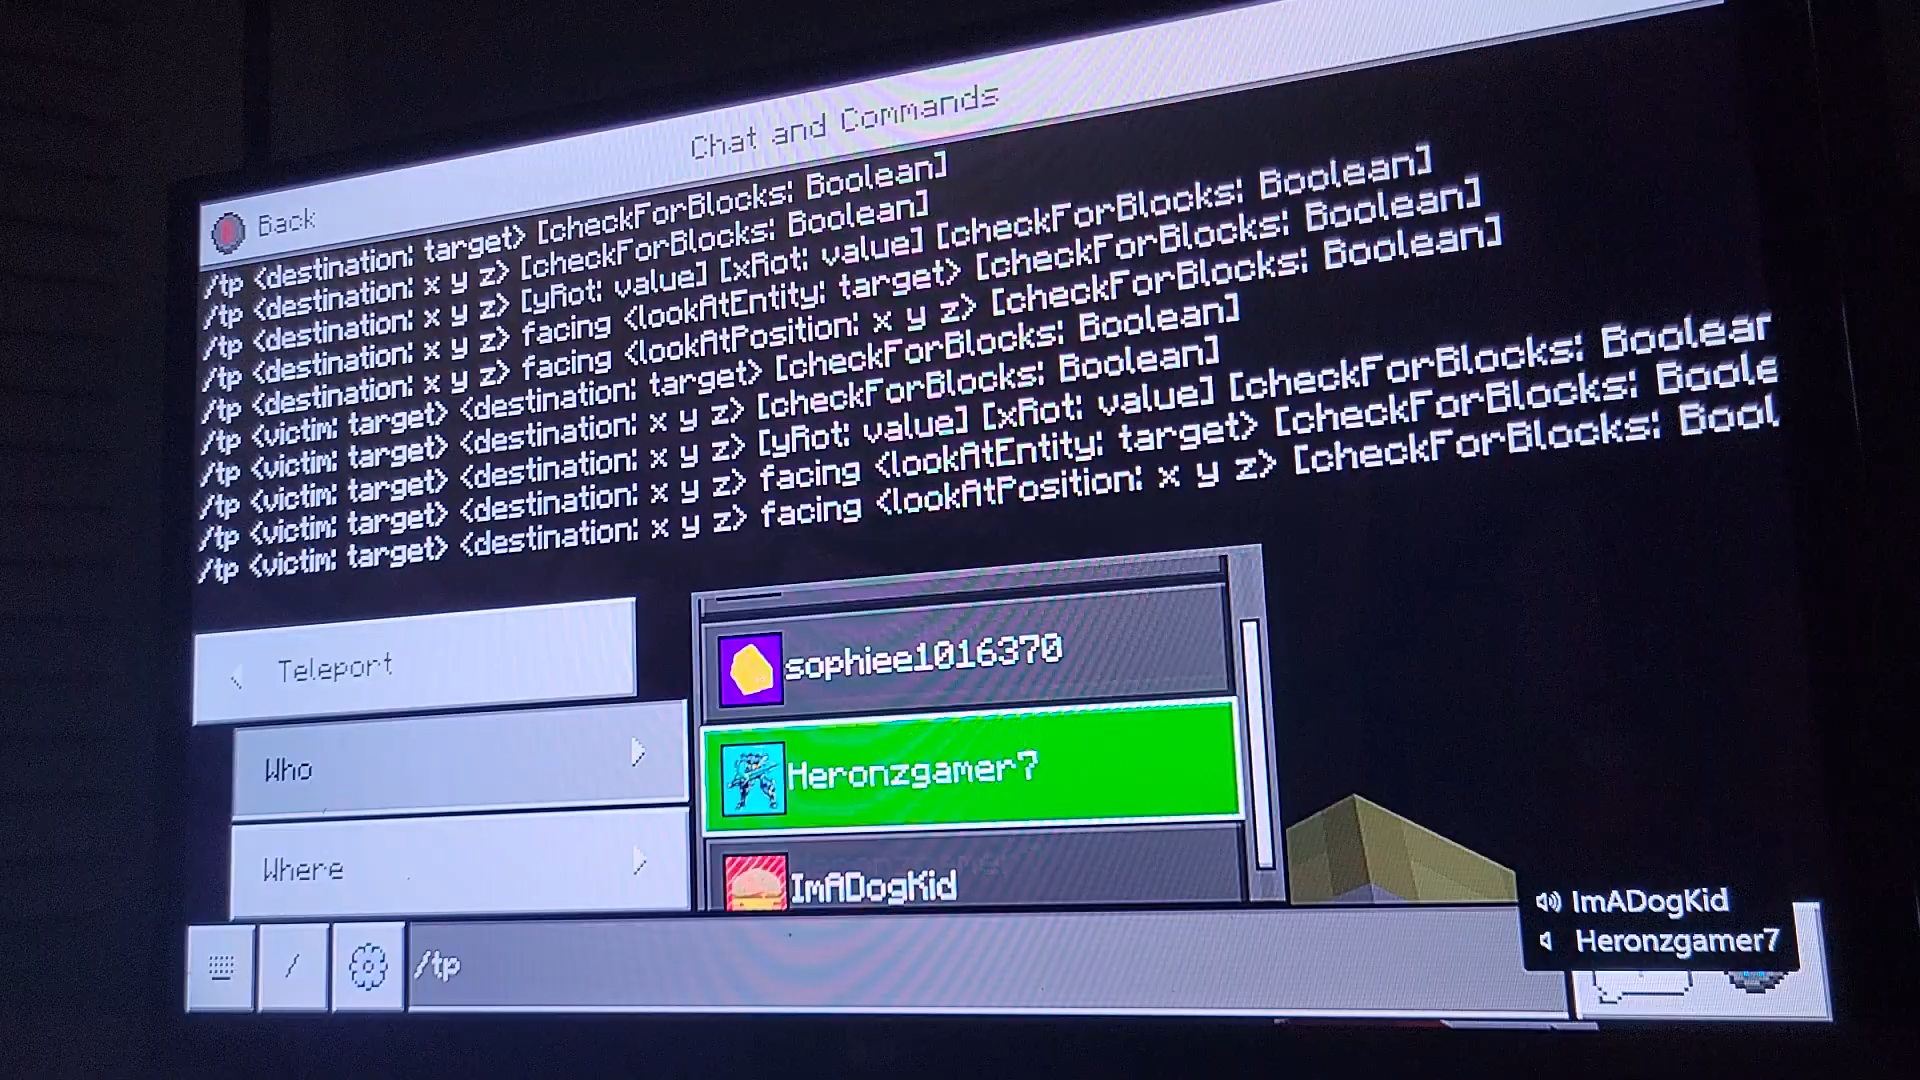 Chat and Commands
Back
/tp <destination: target> [checkForBlocks: Boolean]
/tp <destination: x y z> [checkForBlocks: Boolean]
/tp <destination: x y z> [yRot: value] [xRot: value] [checkForBlocks: Boolean]
/tp <destination: x y z> facing <lookAtEntity: target> [checkForBlocks: Boolean]
/tp <destination: x y z> facing <lookAtPosition: x y z> [checkForBlocks: Boolean]
/tp <victim: target> <destination: target> [checkForBlocks: Boolean]
/tp <victim: target> <destination: x y z> [checkForBlocks: Boolean]
/tp <victim: target> <destination: x y z> [yRot: value] [xRot: value] [checkForBlocks: Boolean
/tp <victim: target> <destination: x y z> facing <lookAtEntity: target> [checkForBlocks: Boole
/tp <victim: target> <destination: x y z> facing <lookAtPosition: x y z> [checkForBlocks: Bool
Teleport
Who
Where
sophiee1016370
Heronzgamer7
ImADogKid
ImADogKid
Heronzgamer7
/
/tp